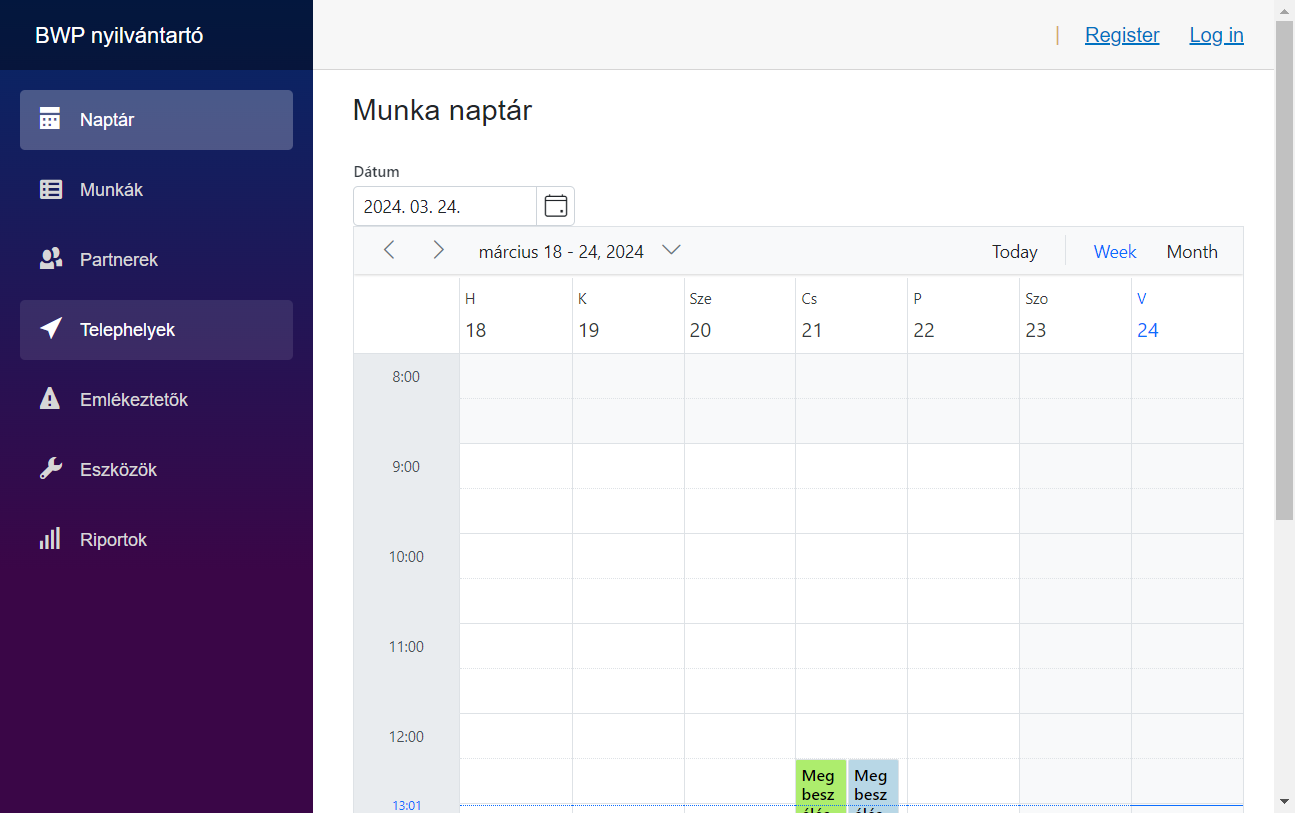 BWP nyilvántartó
Register
Log in
Naptár
Munkák
Partnerek
Telephelyek
Emlékeztetők
Eszközök
Riportok
Munka naptár
Dátum
2024. 03. 24.
március 18 - 24, 2024
Today
Week
Month
H
K
Sze
Cs
P
Szo
V
18
19
20
21
22
23
24
8:00
9:00
10:00
11:00
12:00
13:01
Meg
besz
élés
Meg
besz
élés